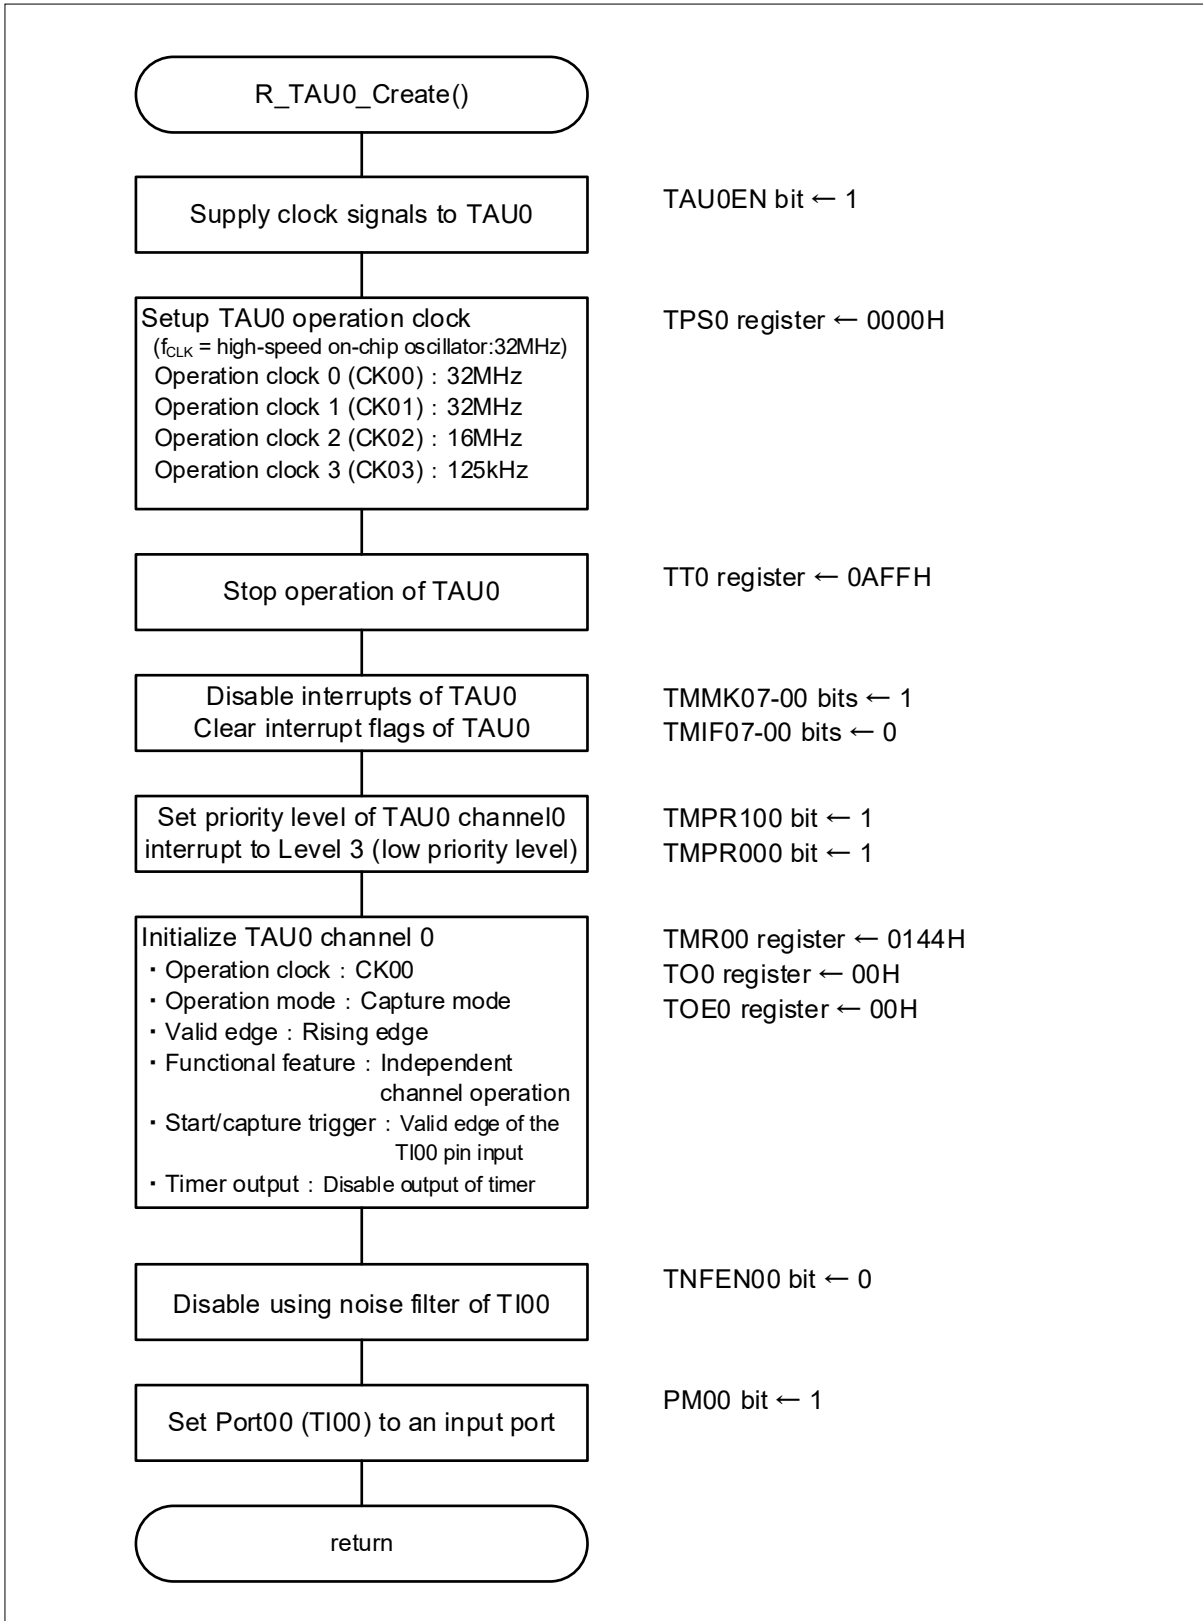 R_TAU0_Create()
Supply clock signals to TAU0
TAU0EN bit ← 1
Setup TAU0 operation clock
(fCLK = high-speed on-chip oscillator:32MHz)
Operation clock 0 (CK00) : 32MHz
Operation clock 1 (CK01) : 32MHz
Operation clock 2 (CK02) : 16MHz
Operation clock 3 (CK03) : 125kHz
TPS0 register ← 0000H
Stop operation of TAU0
TT0 register ← 0AFFH
Disable interrupts of TAU0
Clear interrupt flags of TAU0
TMMK07-00 bits ← 1
TMIF07-00 bits ← 0
Set priority level of TAU0 channel0
interrupt to Level 3 (low priority level)
TMPR100 bit ← 1
TMPR000 bit ← 1
Initialize TAU0 channel 0
・Operation clock : CK00
・Operation mode : Capture mode
・Valid edge : Rising edge
・Functional feature : Independent
channel operation
・Start/capture trigger : Valid edge of the
TI00 pin input
・Timer output : Disable output of timer
TMR00 register ← 0144H
TO0 register ← 00H
TOE0 register ← 00H
Disable using noise filter of TI00
TNFEN00 bit ← 0
Set Port00 (TI00) to an input port
PM00 bit ← 1
return